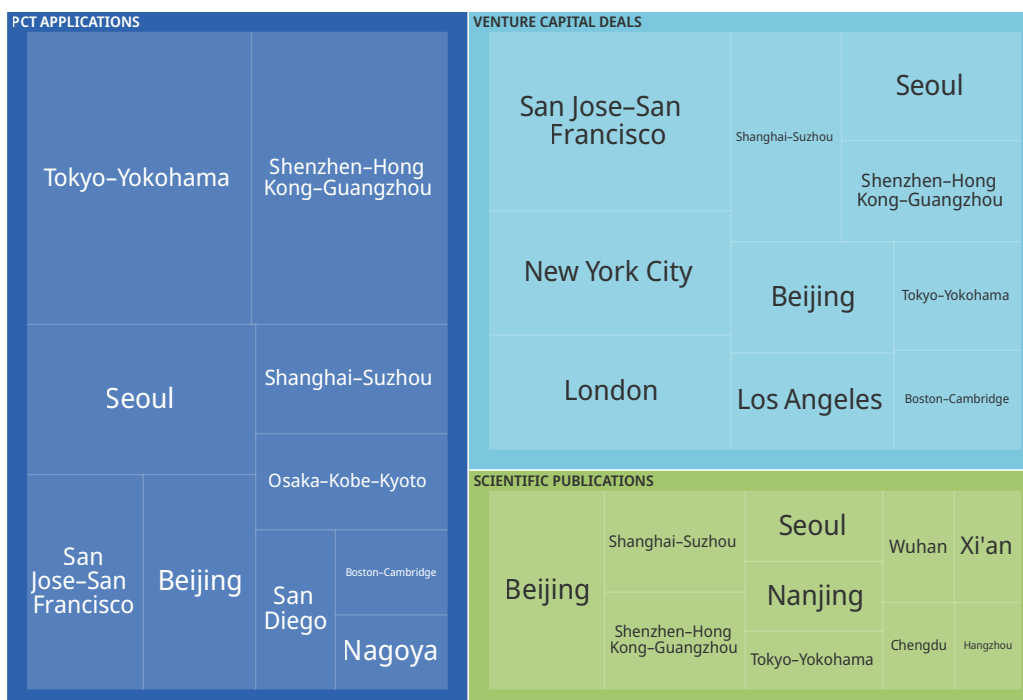 PCT APPLICATIONS
Tokyo–Yokohama
Shenzhen–Hong
Kong–Guangzhou
Seoul
Shanghai–Suzhou
Osaka–Kobe–Kyoto
San
Jose–San
Francisco
Beijing
San
Diego
Boston–Cambridge
Nagoya
VENTURE CAPITAL DEALS
San Jose–San
Francisco
New York City
London
Shanghai–Suzhou
Seoul
Shenzhen–Hong
Kong–Guangzhou
Beijing
Tokyo–Yokohama
Los Angeles
Boston–Cambridge
SCIENTIFIC PUBLICATIONS
Beijing
Shanghai–Suzhou
Shenzhen–Hong
Kong–Guangzhou
Seoul
Nanjing
Tokyo–Yokohama
Wuhan
Xi'an
Chengdu
Hangzhou